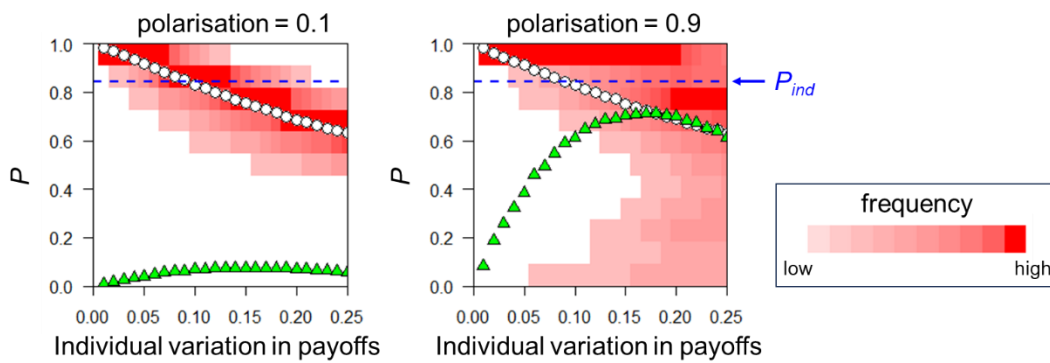 polarisation = 0.1
P
1.0
0.8
0.6
0.4
0.2
0.0
0.00 0.05 0.10 0.15 0.20 0.25
Individual variation in payoffs
polarisation = 0.9
P
1.0
0.8
0.6
0.4
0.2
0.0
0.00 0.05 0.10 0.15 0.20 0.25
Individual variation in payoffs
P_ind
frequency
low high